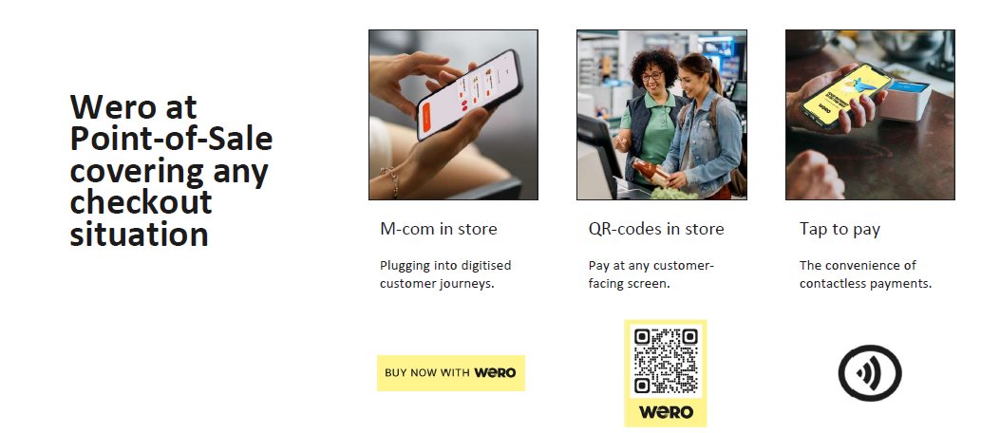 Wero at
Point-of-Sale
covering any
checkout
situation
M-com in store
Plugging into digitised
customer journeys.
BUY NOW WITH wero
QR-codes in store
Pay at any customer-
facing screen.
wero
Tap to pay
The convenience of
contactless payments.
wero